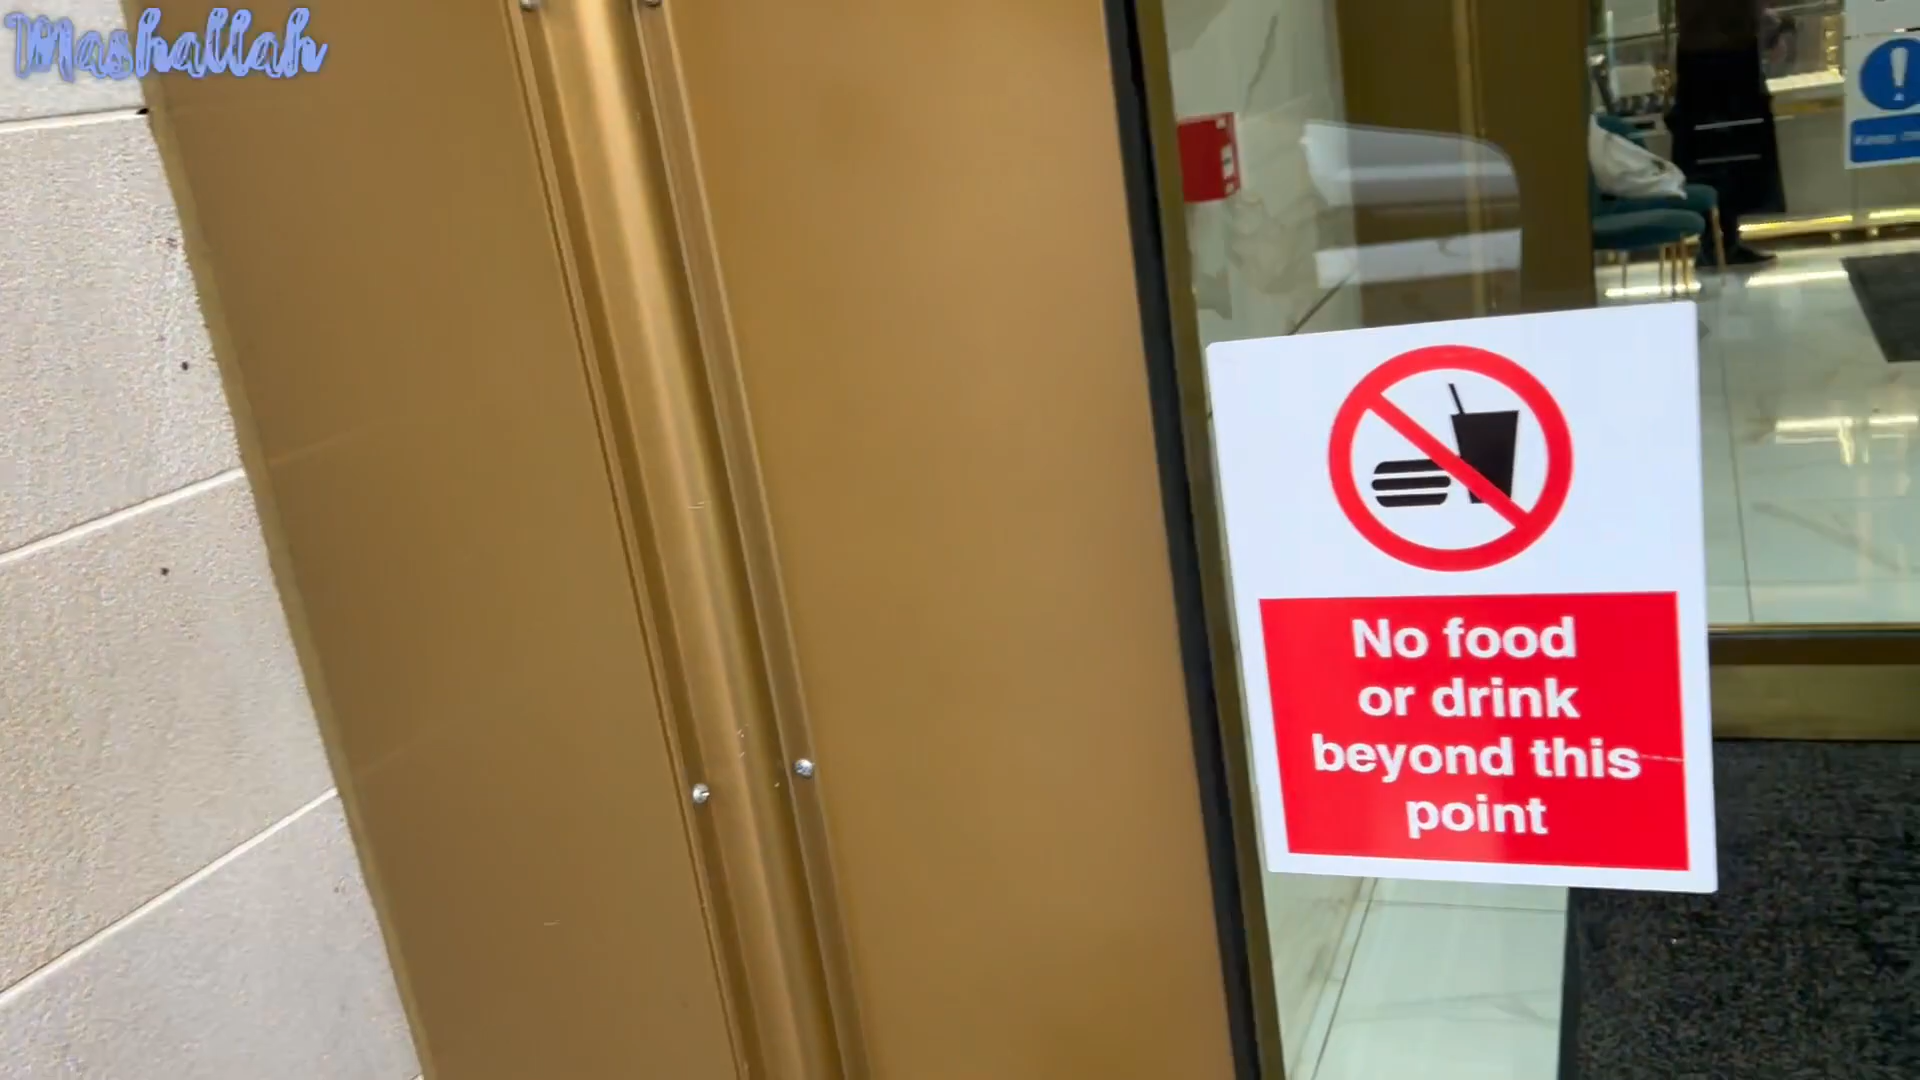 Mashallah
No food
or drink
beyond this
point